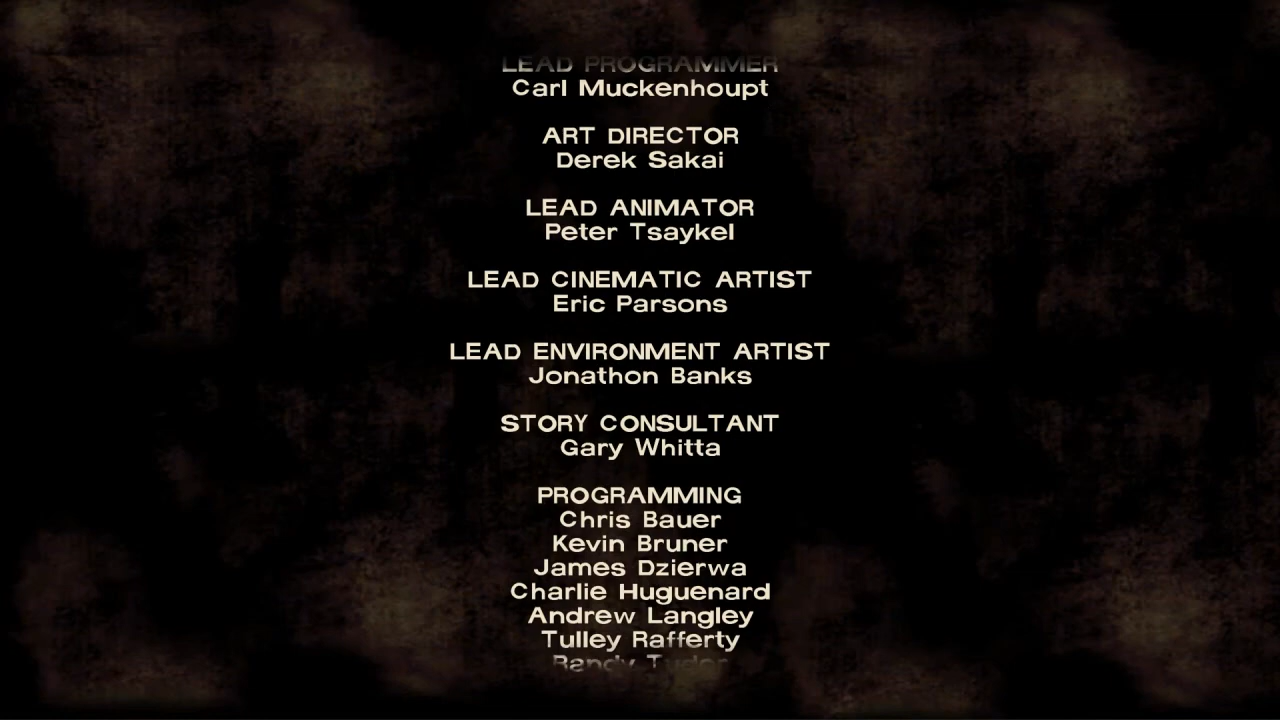 LEAD PROGRAMMER
Carl Muckenhoupt
ART DIRECTOR
Derek Sakai
LEAD ANIMATOR
Peter Tsaykel
LEAD CINEMATIC ARTIST
Eric Parsons
LEAD ENVIRONMENT ARTIST
Jonathon Banks
STORY CONSULTANT
Gary Whitta
PROGRAMMING
Chris Bauer
Kevin Bruner
James Dzierwa
Charlie Huguenard
Andrew Langley
Tulley Rafferty
Randy Tudor